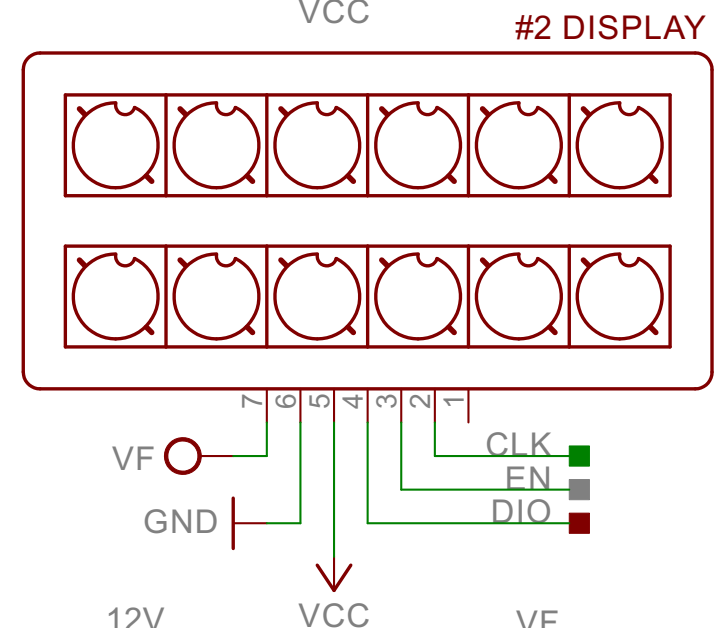 VCC
#2 DISPLAY
7 6 5 4 3 2 1
CLK
VF
EN
GND
DIO
VCC
12V
VF